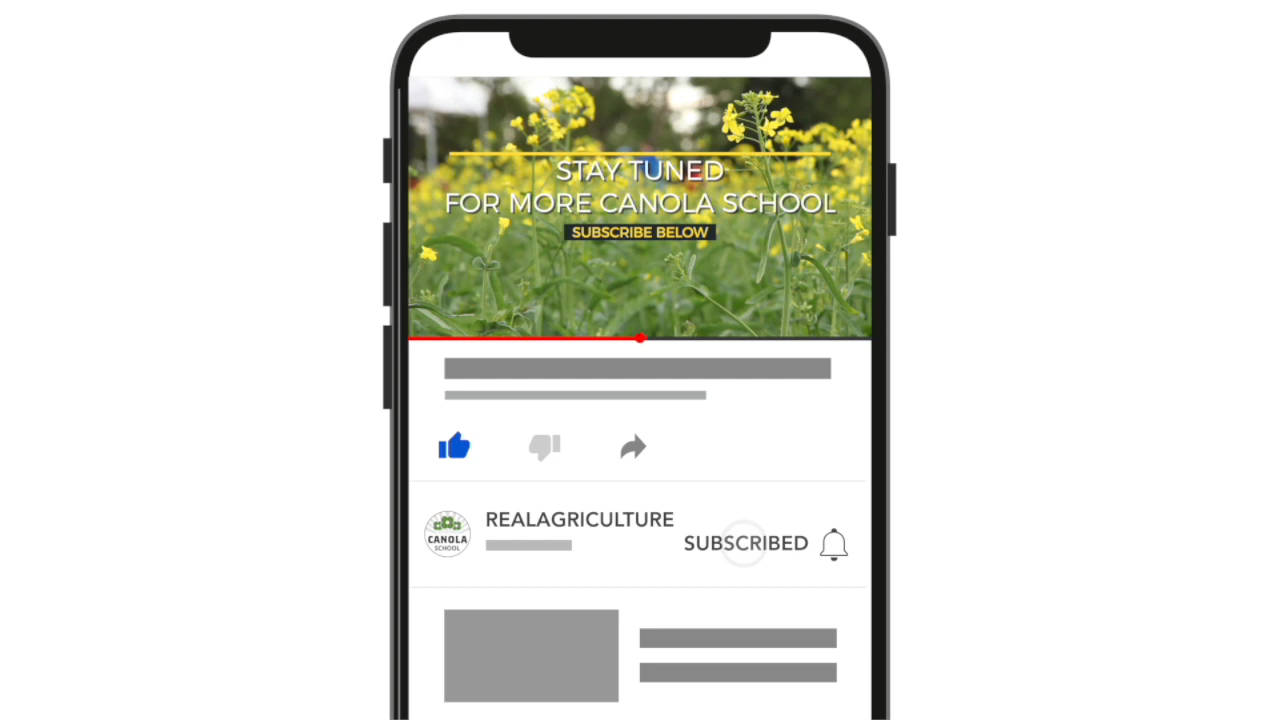 STAY TUNED
FOR MORE CANOLA SCHOOL
SUBSCRIBE BELOW
REALAGRICULTURE
CANOLA
SCHOOL
SUBSCRIBED